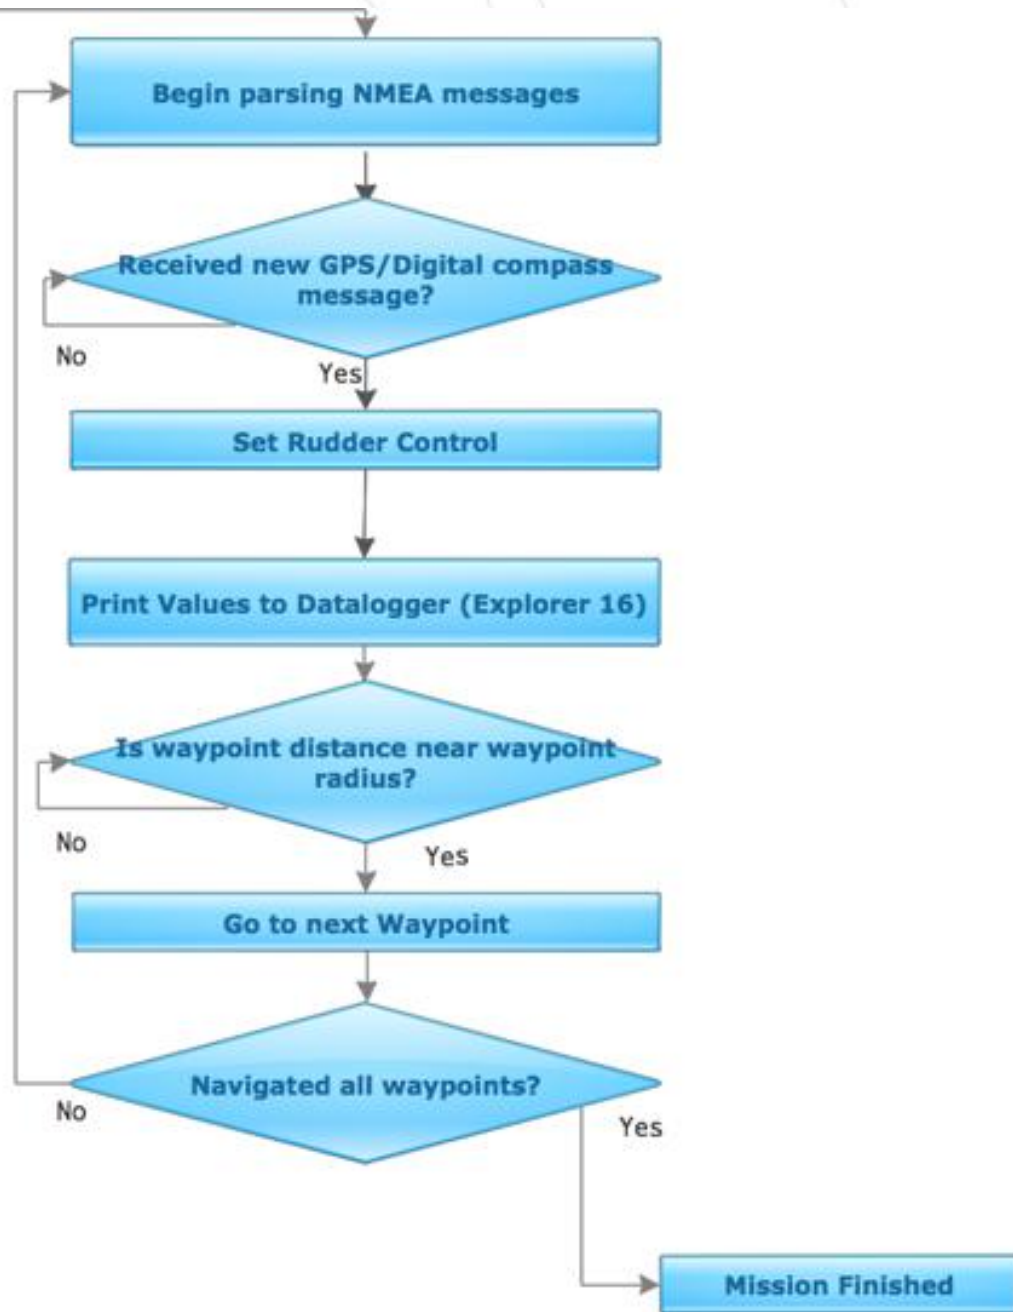 Begin parsing NMEA messages
Received new GPS/Digital compass
message?
No
Yes
Set Rudder Control
Print Values to Datalogger (Explorer 16)
Is waypoint distance near waypoint
radius?
No
Yes
Go to next Waypoint
Navigated all waypoints?
No
Yes
Mission Finished